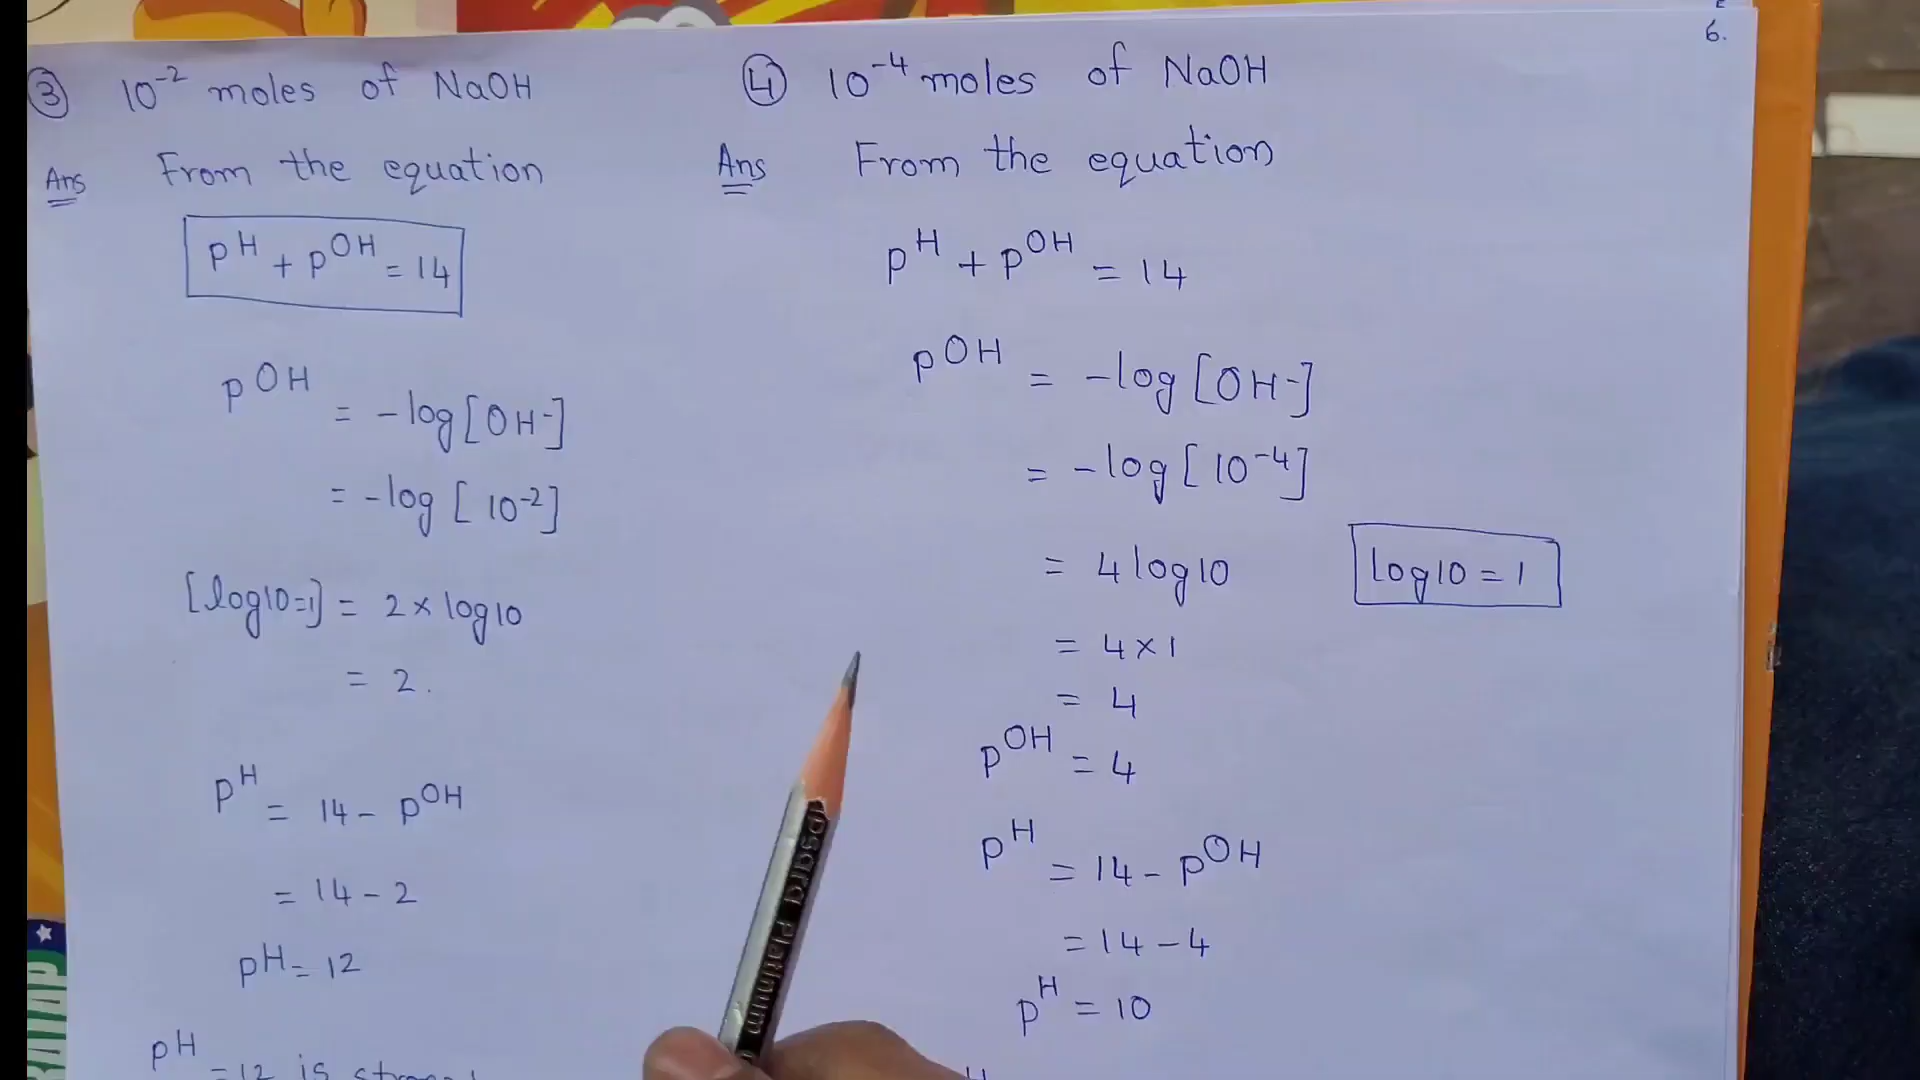 ③ 10⁻² moles of NaOH
Ans From the equation
pᴴ + pᴼᴴ = 14
pᴼᴴ = -log[OH-]
= -log [10⁻²]
[log10=1] = 2 × log10
= 2.
pᴴ = 14 - pᴼᴴ
= 14 - 2
pH = 12
pᴴ = 12 is
④ 10⁻⁴ moles of NaOH
Ans From the equation
pᴴ + pᴼᴴ = 14
pᴼᴴ = -log [OH-]
= -log [10⁻⁴]
= 4 log10
log10 = 1
= 4 × 1
= 4
pᴼᴴ = 4
pᴴ = 14 - pᴼᴴ
= 14 - 4
pᴴ = 10
6.
Apsara Platinum